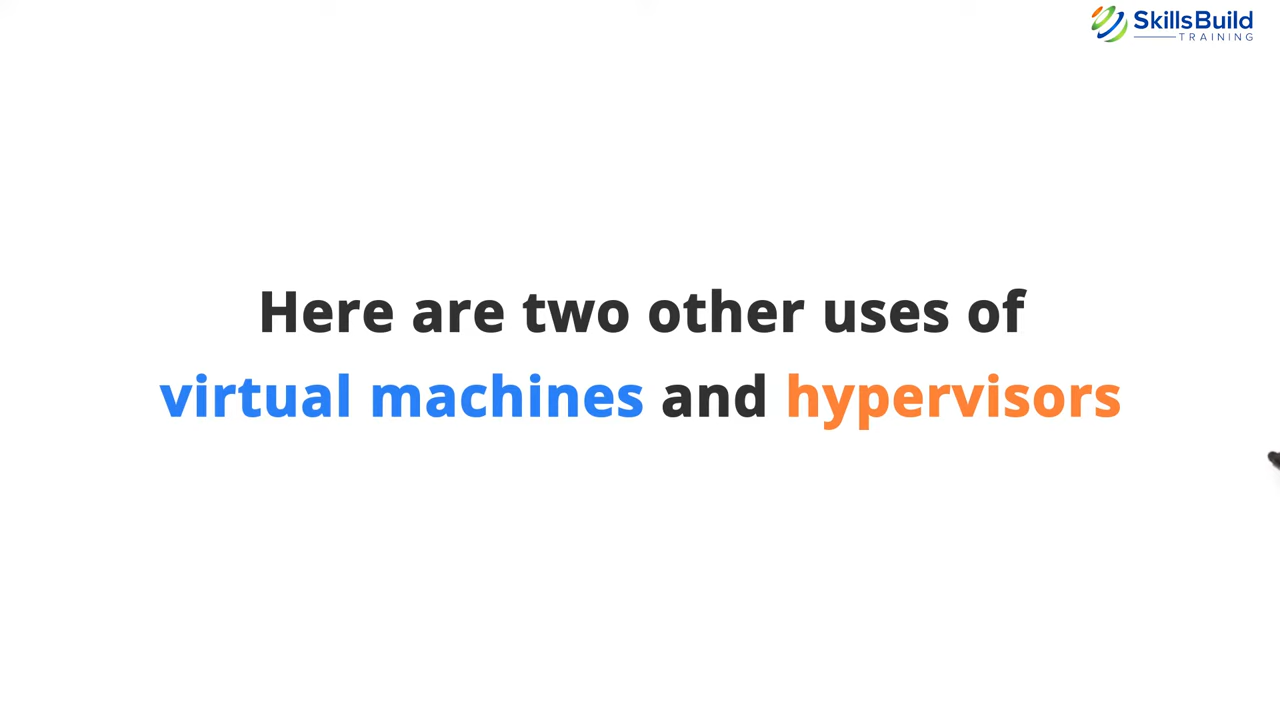 SkillsBuild
TRAINING
Here are two other uses of
virtual machines and hypervisors